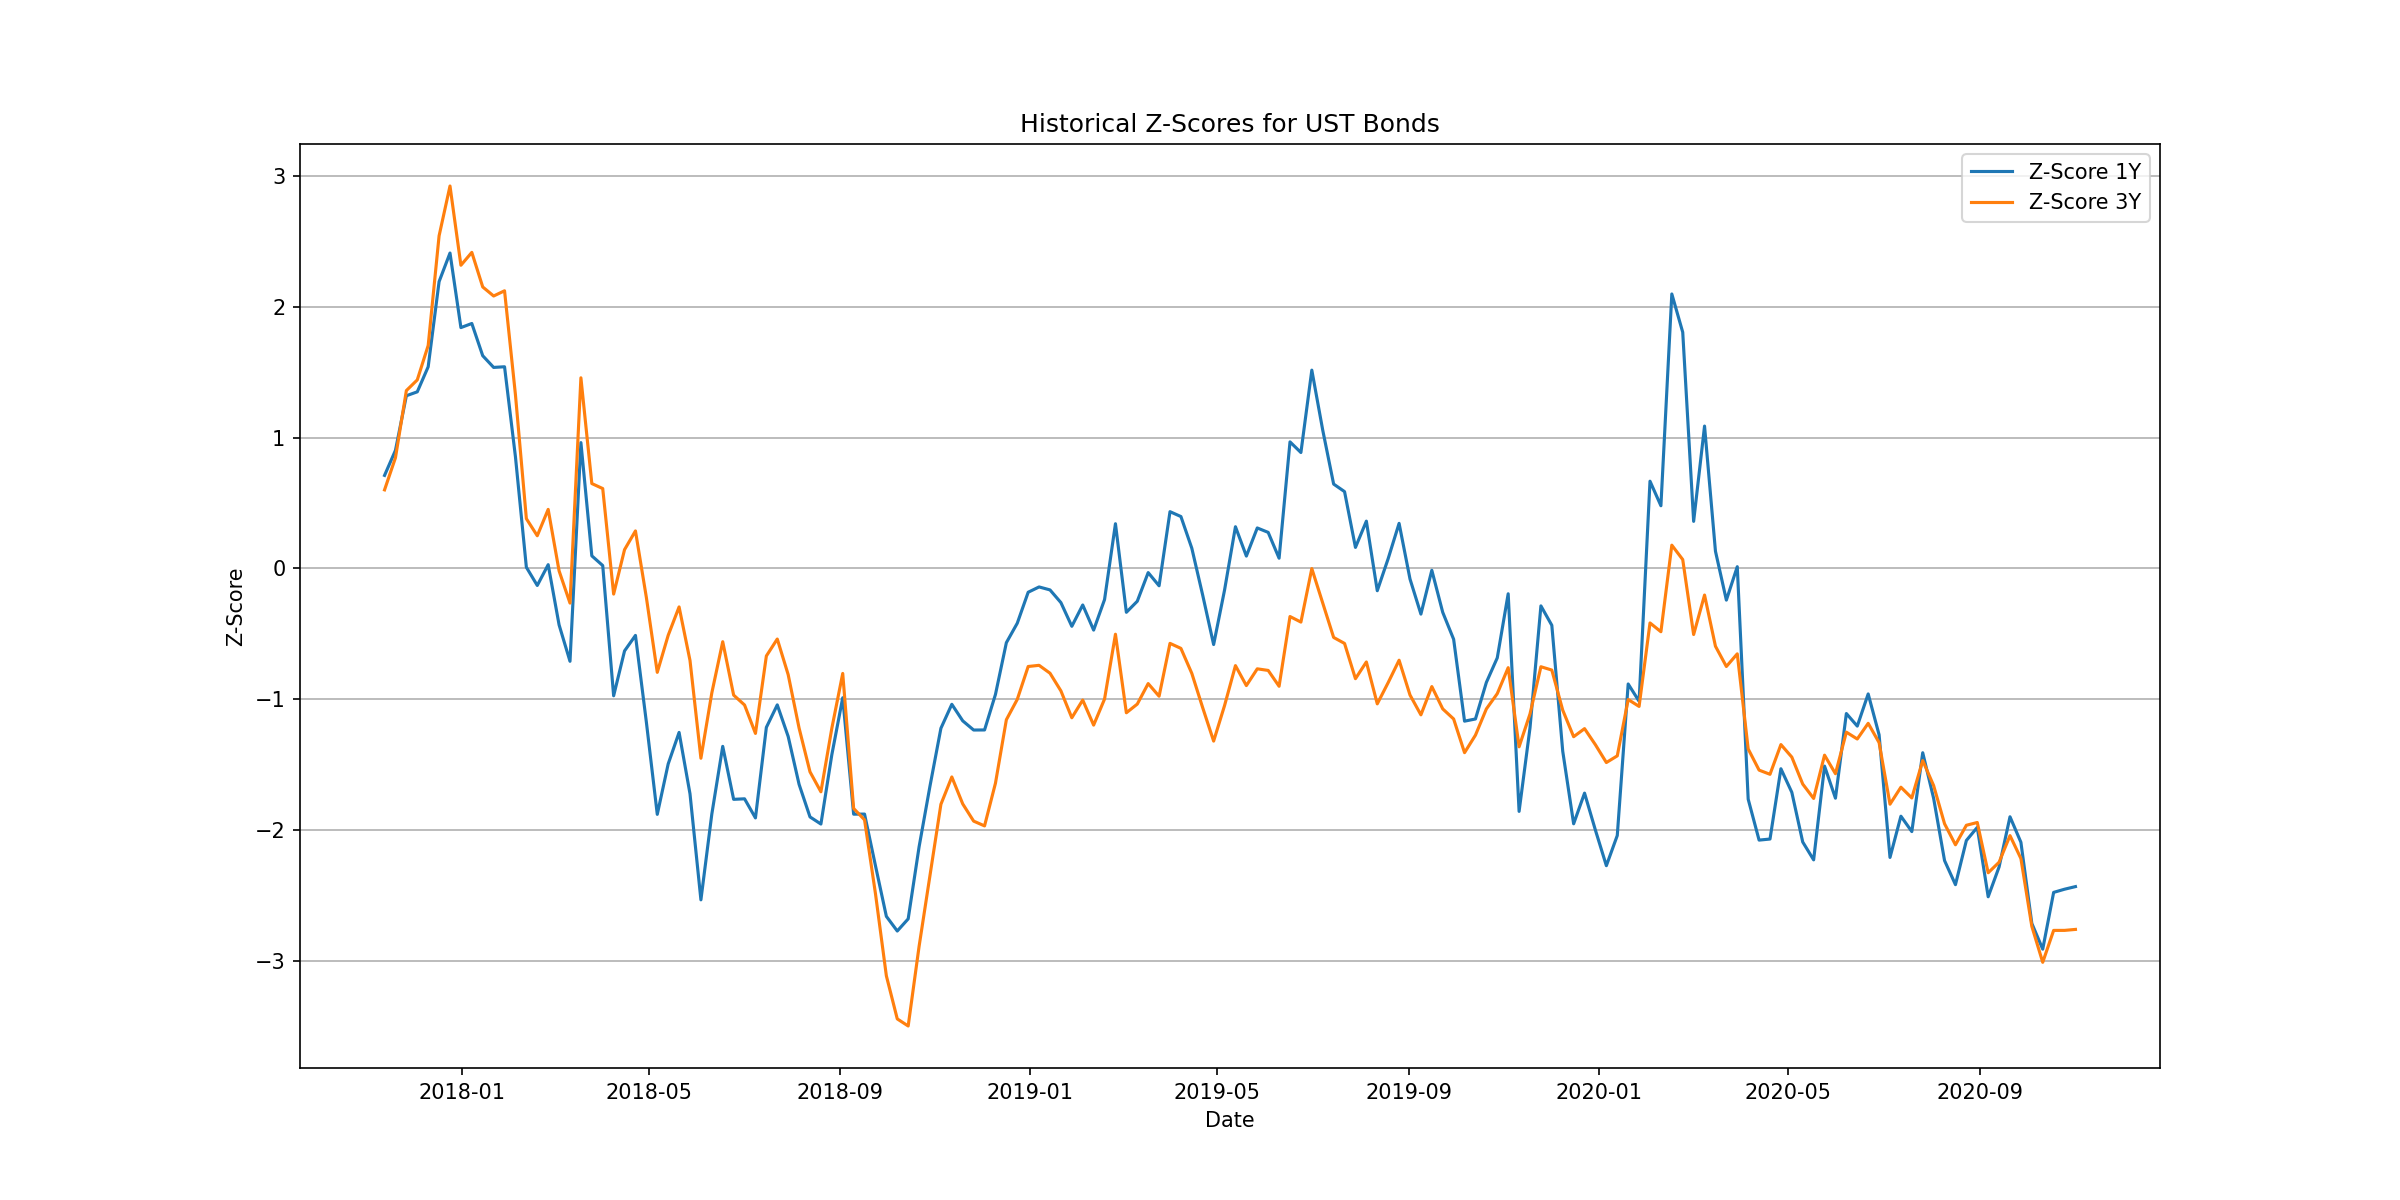 Historical Z-Scores for UST Bonds
Z-Score 1Y
Z-Score 3Y
Z-Score
3
2
1
0
−1
−2
−3
2018-01 2018-05 2018-09 2019-01 2019-05 2019-09 2020-01 2020-05 2020-09
Date